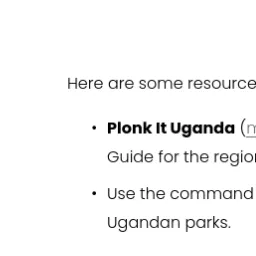 Here are some resource
• Plonk It Uganda (
Guide for the regio
• Use the command
Ugandan parks.